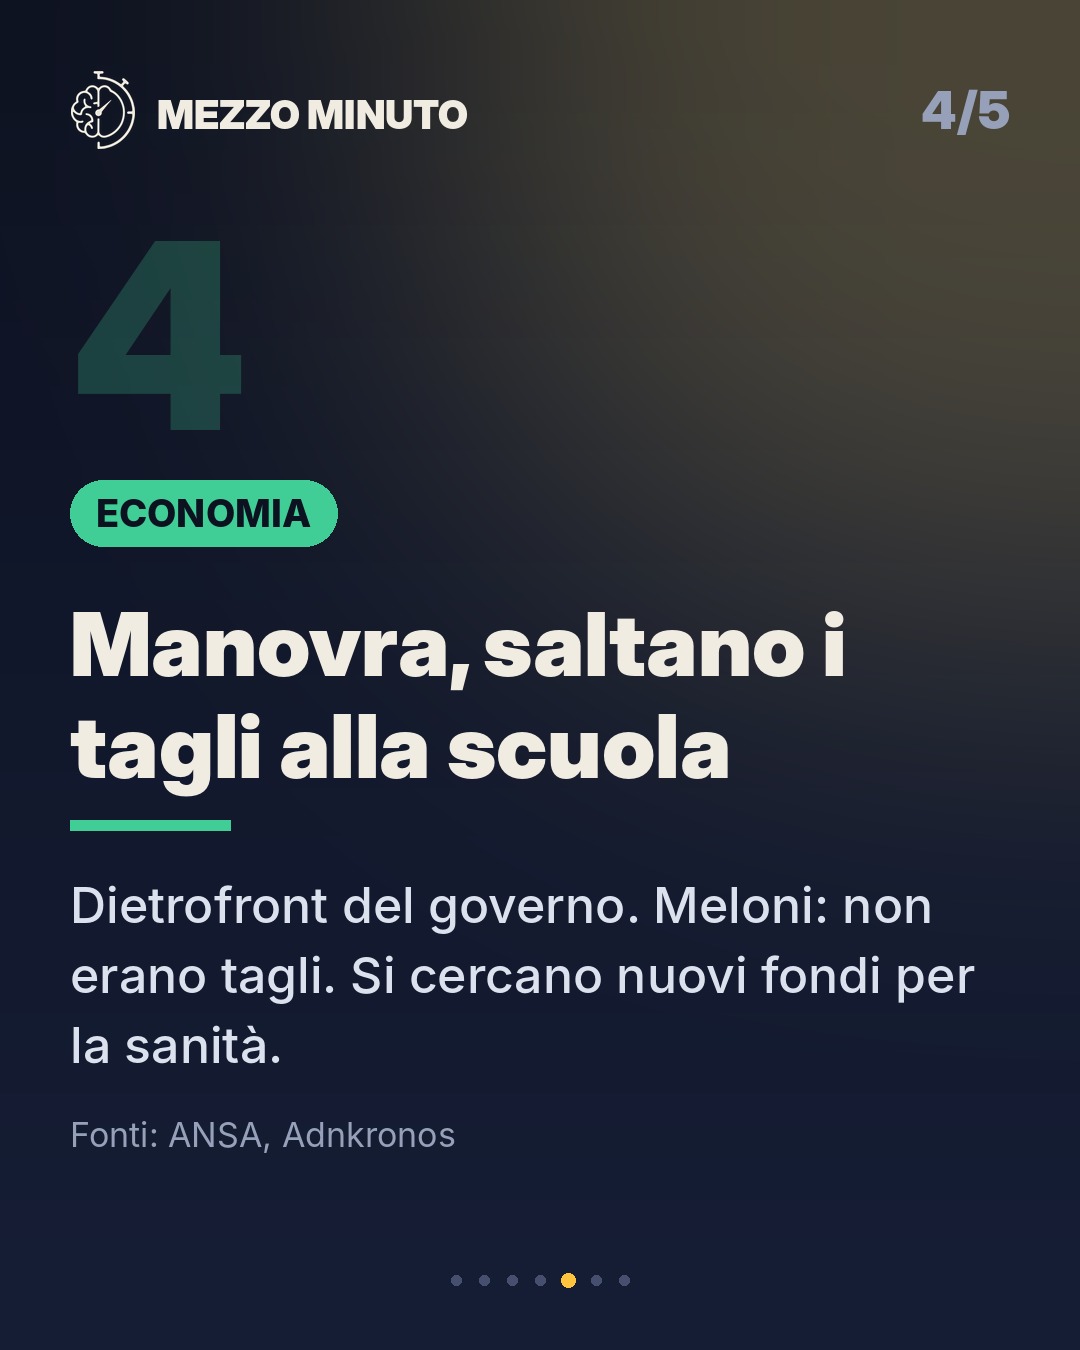 MEZZO MINUTO
4/5
4
ECONOMIA
Manovra, saltano i
tagli alla scuola
Dietrofront del governo. Meloni: non
erano tagli. Si cercano nuovi fondi per
la sanità.
Fonti: ANSA, Adnkronos